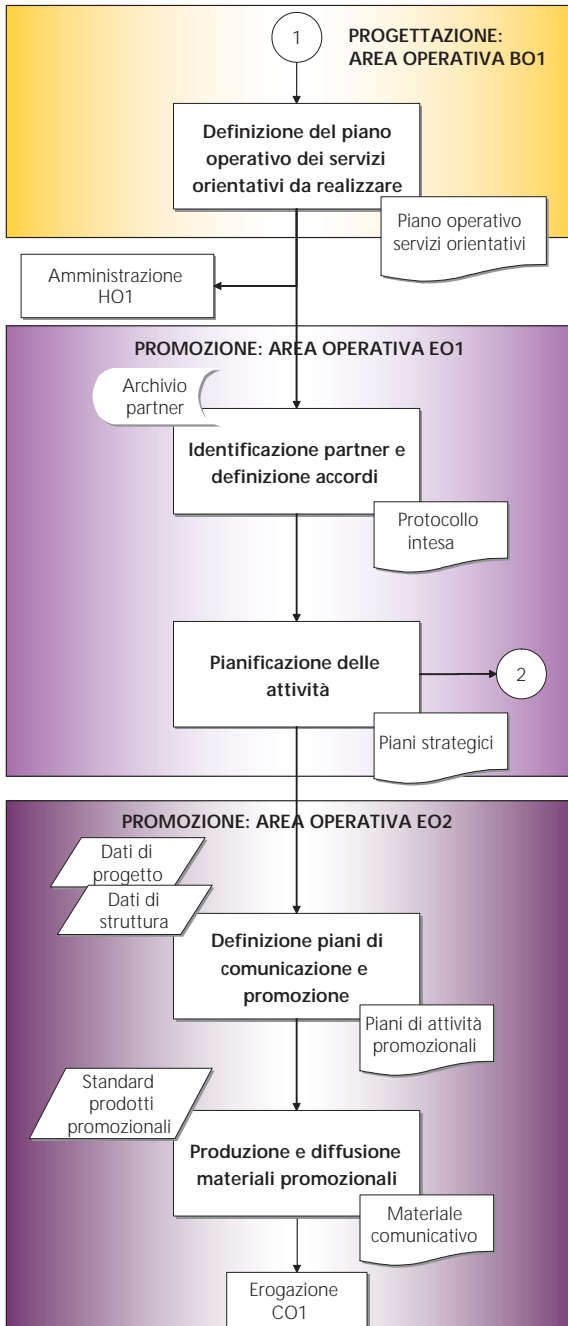 1
PROGETTAZIONE:
AREA OPERATIVA BO1
Definizione del piano
operativo dei servizi
orientativi da realizzare
Piano operativo
servizi orientativi
Amministrazione
HO1
PROMOZIONE: AREA OPERATIVA EO1
Archivio
partner
Identificazione partner e
definizione accordi
Protocollo
intesa
Pianificazione delle
attività
2
Piani strategici
PROMOZIONE: AREA OPERATIVA EO2
Dati di
progetto
Dati di
struttura
Definizione piani di
comunicazione e
promozione
Piani di attività
promozionali
Standard
prodotti
promozionali
Produzione e diffusione
materiali promozionali
Materiale
comunicativo
Erogazione
CO1